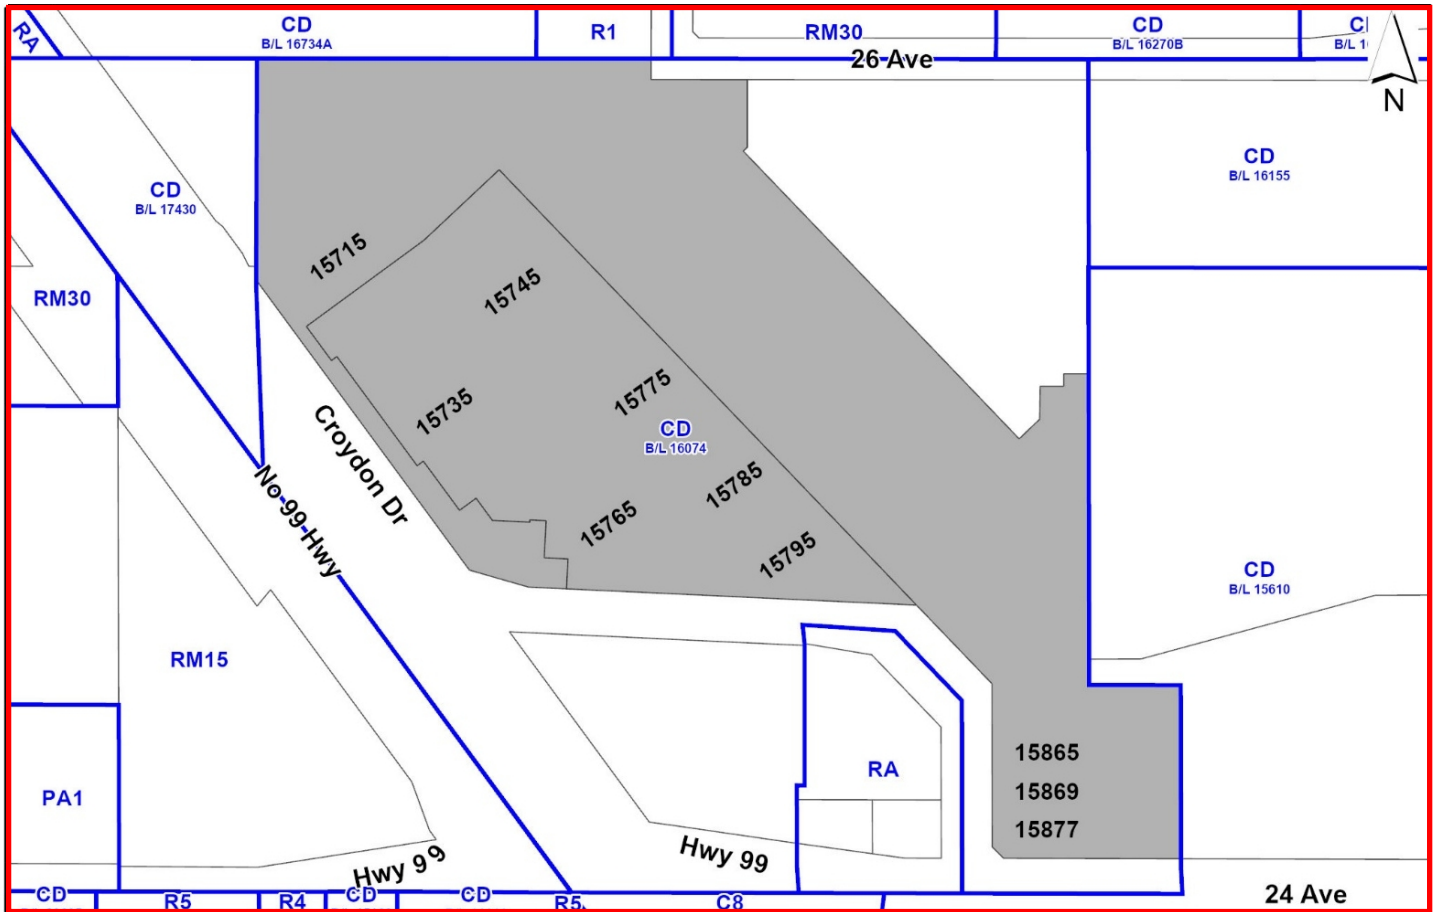 RA
CD
B/L 16734A
R1
RM30
CD
B/L 16270B
26 Ave
N
CD
B/L 17430
CD
B/L 16155
RM30
15715
15745
15735
15775
CD
B/L 16074
15785
15765
15795
Croydon Dr
No 99 Hwy
CD
B/L 15610
RM15
RA
PA1
15865
15869
15877
Hwy 99
Hwy 99
CD
R5
R4
CD
CD
R5
C8
24 Ave